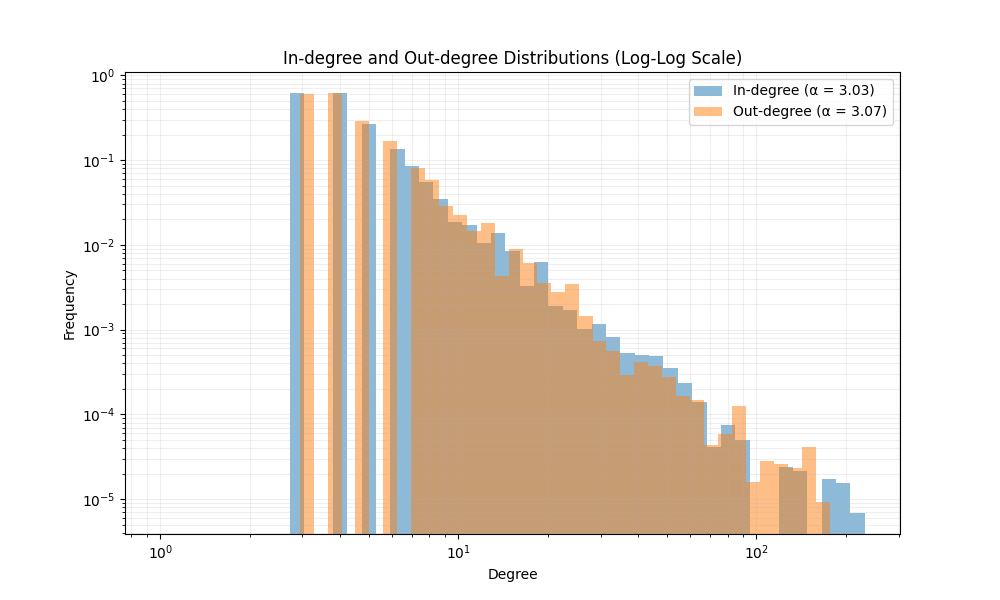 In-degree and Out-degree Distributions (Log-Log Scale)
In-degree (α = 3.03)
Out-degree (α = 3.07)
Frequency
10⁰
10⁻¹
10⁻²
10⁻³
10⁻⁴
10⁻⁵
10⁰ 10¹ 10²
Degree